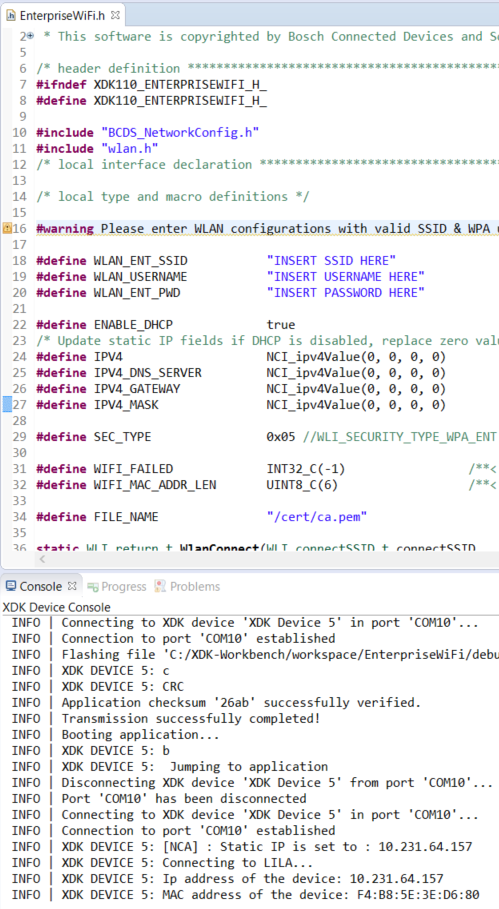 EnterpriseWiFi.h
2 * This software is copyrighted by Bosch Connected Devices and S
5
6 /* header definition ********************************************
7 #ifndef XDK110_ENTERPRISEWIFI_H_
8 #define XDK110_ENTERPRISEWIFI_H_
9
10 #include "BCDS_NetworkConfig.h"
11 #include "wlan.h"
12 /* local interface declaration **********************************
13
14 /* local type and macro definitions */
15
16 #warning Please enter WLAN configurations with valid SSID & WPA
17
18 #define WLAN_ENT_SSID "INSERT SSID HERE"
19 #define WLAN_USERNAME "INSERT USERNAME HERE"
20 #define WLAN_ENT_PWD "INSERT PASSWORD HERE"
21
22 #define ENABLE_DHCP true
23 /* Update static IP fields if DHCP is disabled, replace zero val
24 #define IPV4 NCI_ipv4Value(0, 0, 0, 0)
25 #define IPV4_DNS_SERVER NCI_ipv4Value(0, 0, 0, 0)
26 #define IPV4_GATEWAY NCI_ipv4Value(0, 0, 0, 0)
27 #define IPV4_MASK NCI_ipv4Value(0, 0, 0, 0)
28
29 #define SEC_TYPE 0x05 //WLI_SECURITY_TYPE_WPA_ENT
30
31 #define WIFI_FAILED INT32_C(-1) /**<
32 #define WIFI_MAC_ADDR_LEN UINT8_C(6) /**<
33
34 #define FILE_NAME "/cert/ca.pem"
35
36 static WLI_return_t WlanConnect(WLI_connectSSID_t connectSSID
Console Progress Problems
XDK Device Console
INFO | Connecting to XDK device 'XDK Device 5' in port 'COM10'...
INFO | Connection to port 'COM10' established
INFO | Flashing file 'C:/XDK-Workbench/workspace/EnterpriseWiFi/debu
INFO | XDK DEVICE 5: c
INFO | XDK DEVICE 5: CRC
INFO | Application checksum '26ab' successfully verified.
INFO | Transmission successfully completed!
INFO | Booting application...
INFO | XDK DEVICE 5: b
INFO | XDK DEVICE 5:  Jumping to application
INFO | Disconnecting XDK device 'XDK Device 5' from port 'COM10'...
INFO | Port 'COM10' has been disconnected
INFO | Connecting to XDK device 'XDK Device 5' in port 'COM10'...
INFO | Connection to port 'COM10' established
INFO | XDK DEVICE 5: [NCA] : Static IP is set to : 10.231.64.157
INFO | XDK DEVICE 5: Connecting to LILA...
INFO | XDK DEVICE 5: Ip address of the device: 10.231.64.157
INFO | XDK DEVICE 5: MAC address of the device: F4:B8:5E:3E:D6:80